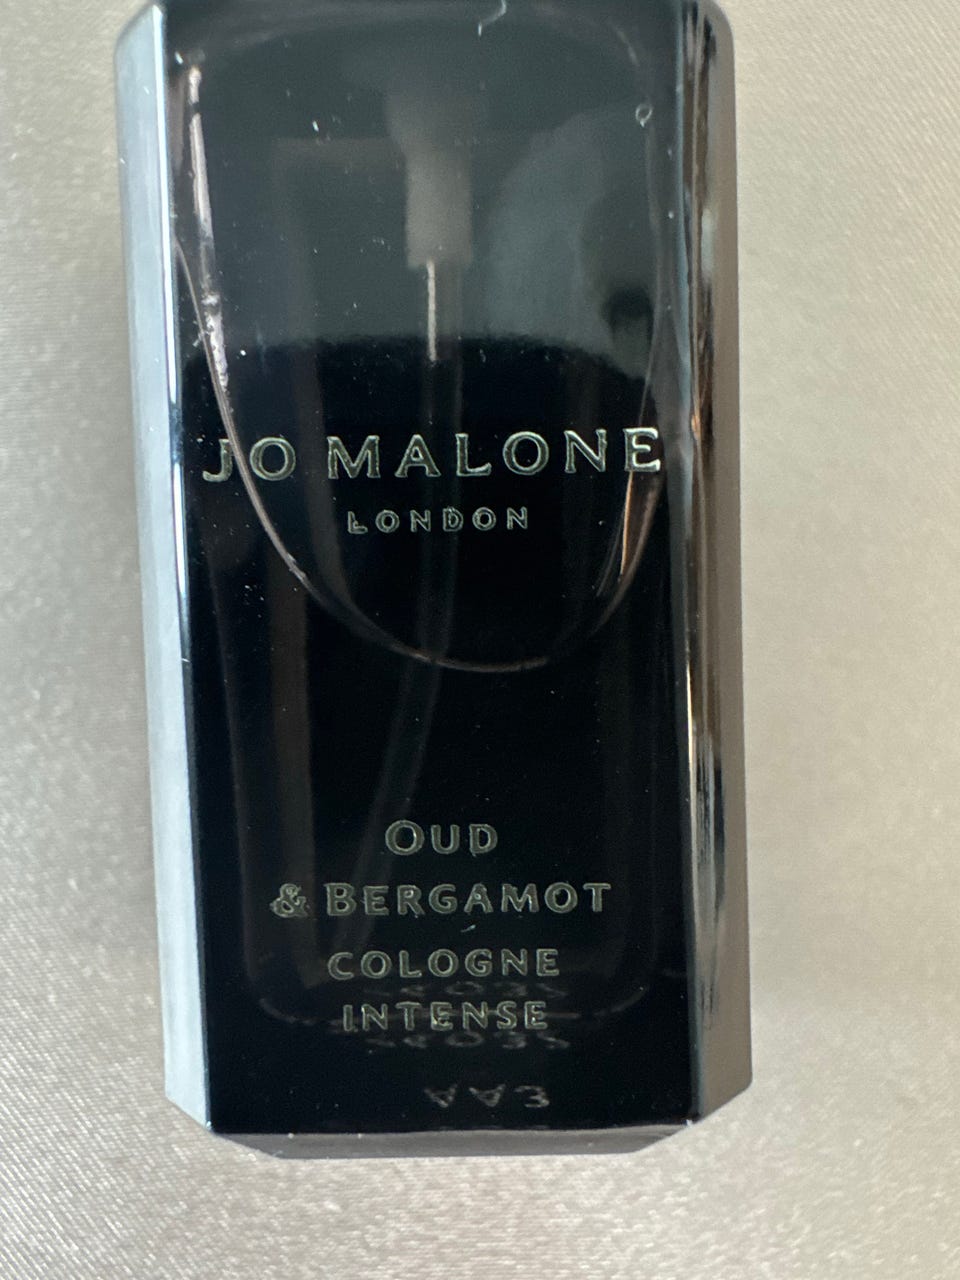 JO MALONE
LONDON
OUD
& BERGAMOT
COLOGNE
INTENSE